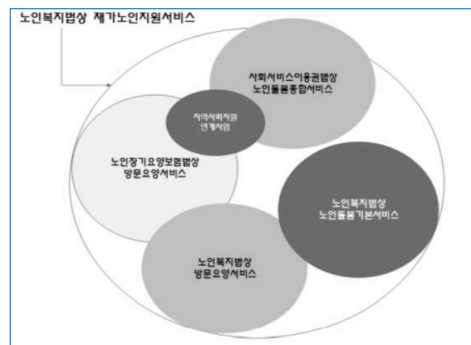 노인복지법상 재가노인지원서비스
사회서비스이용권법상
노인돌봄종합서비스
지역사회지원
연계사업
노인장기요양보험법상
방문요양서비스
노인복지법상
노인돌봄기본서비스
노인복지법상
방문요양서비스